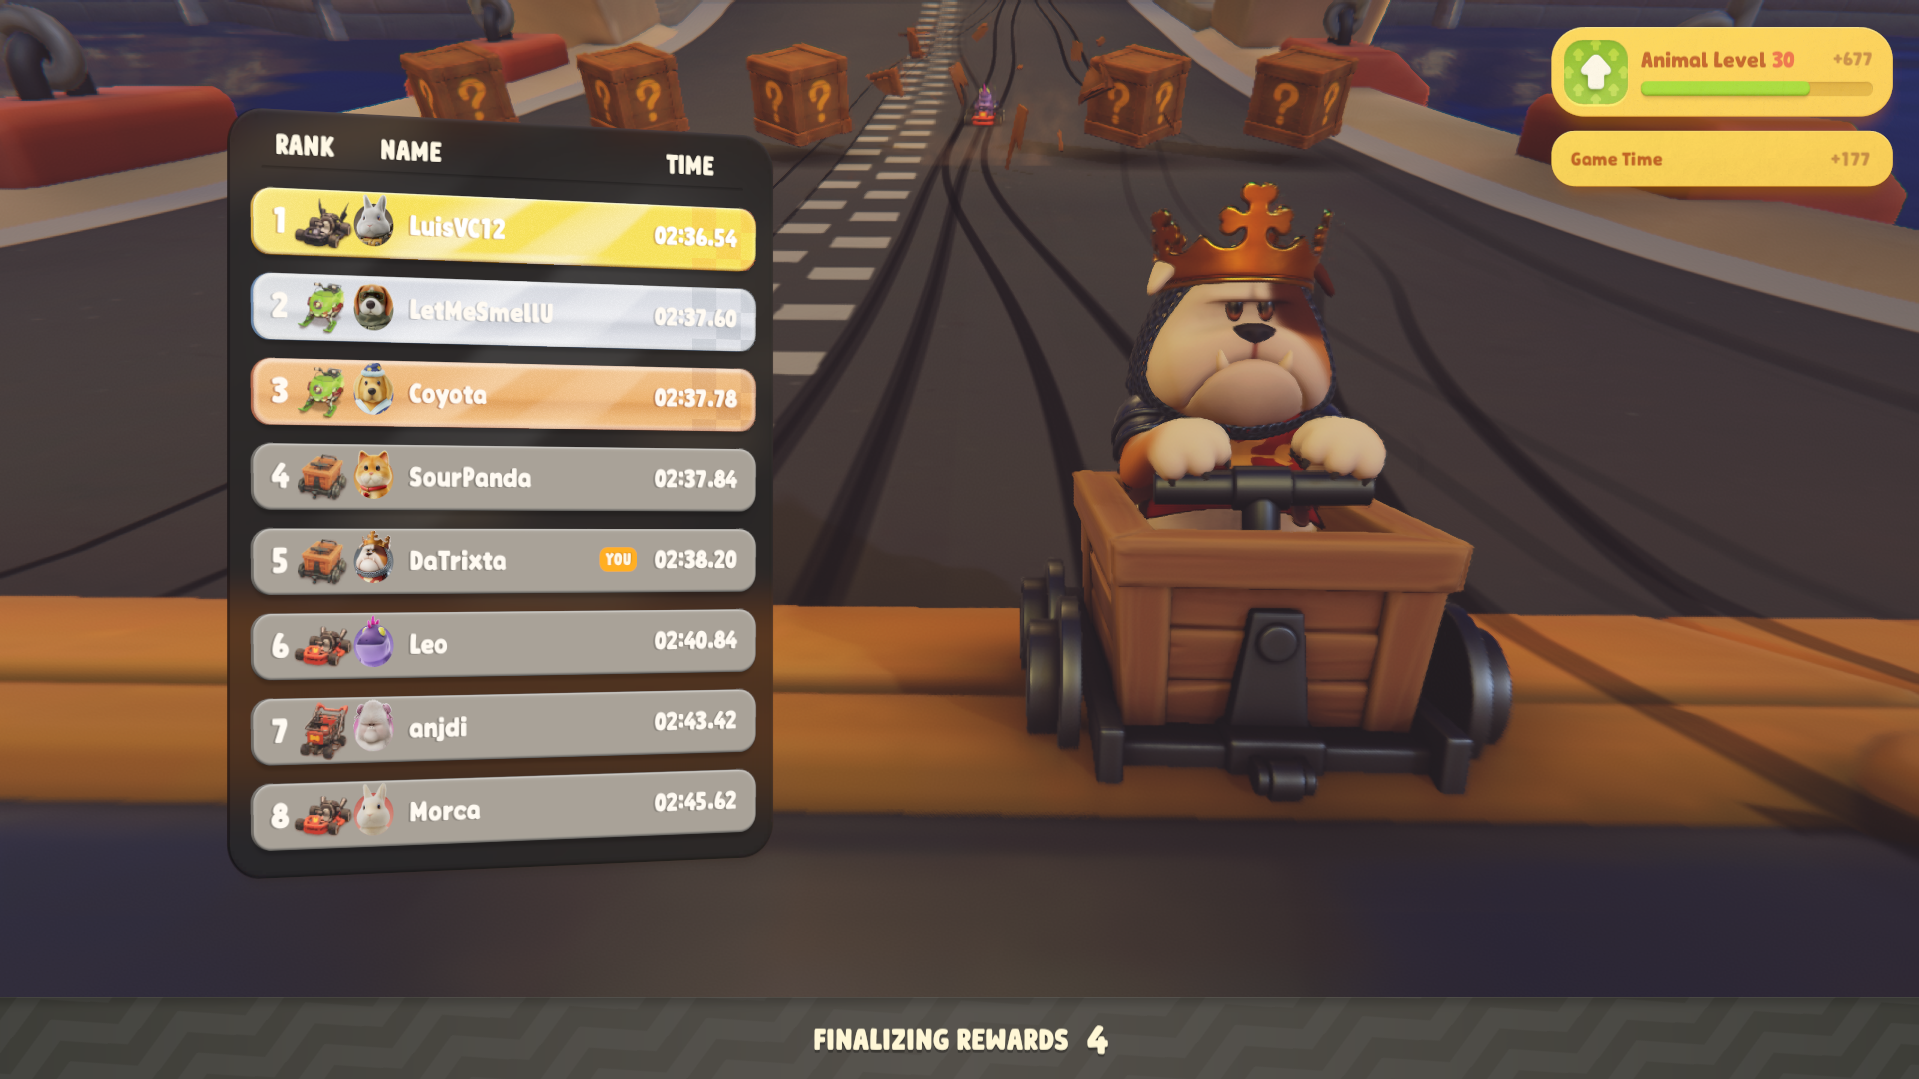 RANK NAME TIME
1 LuisVC12 02:36.54
2 LetMeSmellU 02:37.60
3 Coyota 02:37.78
4 SourPanda 02:37.84
5 DaTrixta YOU 02:38.20
6 Leo 02:40.84
7 anjdi 02:43.42
8 Morca 02:45.62
Animal Level 30 +677
Game Time +177
? ? ? ? ? ? ? ? ? ?
FINALIZING REWARDS 4